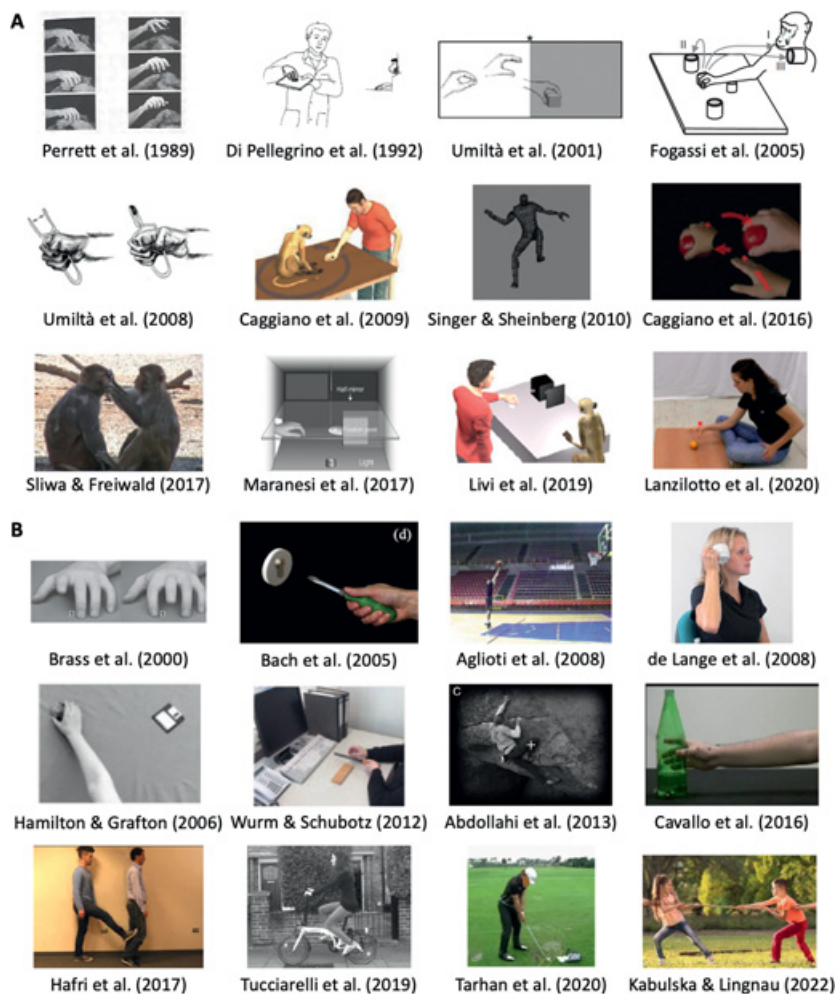 A
Perrett et al. (1989)
Di Pellegrino et al. (1992)
*
Umiltà et al. (2001)
II
I
III
Fogassi et al. (2005)
Umiltà et al. (2008)
Caggiano et al. (2009)
Singer & Sheinberg (2010)
Caggiano et al. (2016)
Half-mirror
Fixation point
Light
Sliwa & Freiwald (2017)
Maranesi et al. (2017)
Livi et al. (2019)
Lanzilotto et al. (2020)
B
(d)
Brass et al. (2000)
Bach et al. (2005)
Aglioti et al. (2008)
de Lange et al. (2008)
C
Hamilton & Grafton (2006)
Wurm & Schubotz (2012)
Abdollahi et al. (2013)
Cavallo et al. (2016)
Hafri et al. (2017)
Tucciarelli et al. (2019)
Tarhan et al. (2020)
Kabulska & Lingnau (2022)